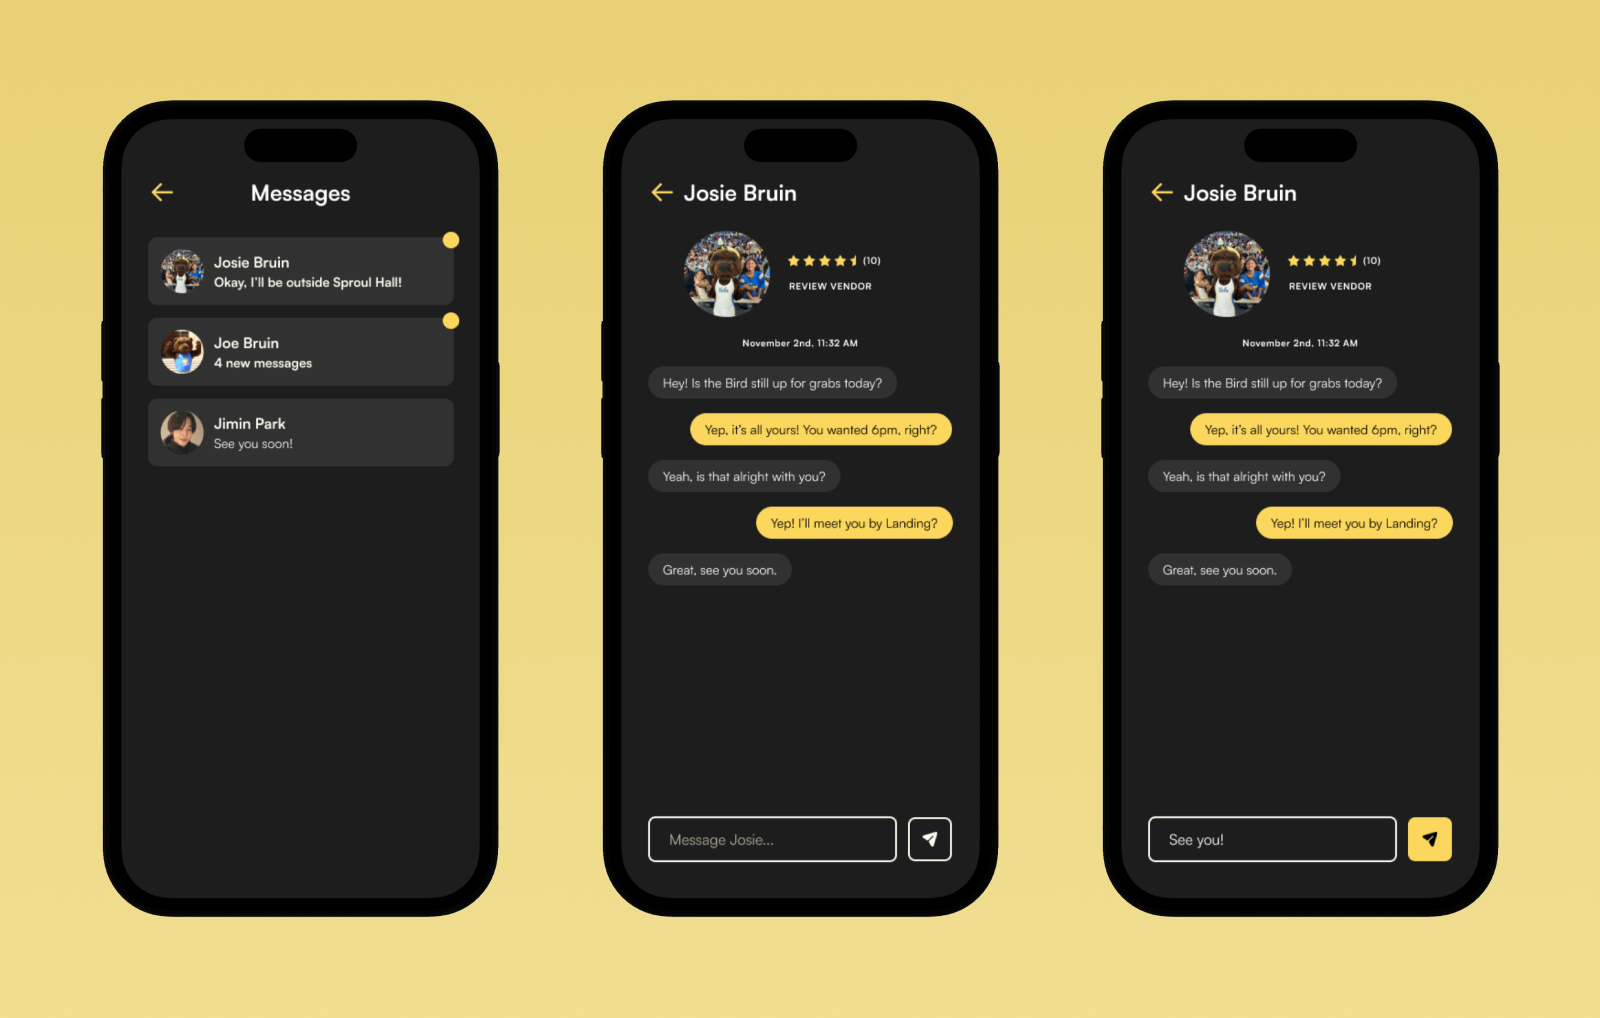 Messages
Josie Bruin
Okay, I'll be outside Sproul Hall!
Joe Bruin
4 new messages
Jimin Park
See you soon!
Josie Bruin
(10)
REVIEW VENDOR
November 2nd, 11:32 AM
Hey! Is the Bird still up for grabs today?
Yep, it's all yours! You wanted 6pm, right?
Yeah, is that alright with you?
Yep! I'll meet you by Landing?
Great, see you soon.
Message Josie...
Josie Bruin
(10)
REVIEW VENDOR
November 2nd, 11:32 AM
Hey! Is the Bird still up for grabs today?
Yep, it's all yours! You wanted 6pm, right?
Yeah, is that alright with you?
Yep! I'll meet you by Landing?
Great, see you soon.
See you!